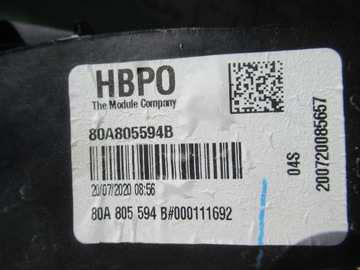 HBPO
The Module Company
80A805594B
20/07/2020 08:56
80A 805 594 B#000111692
04S
200720085657